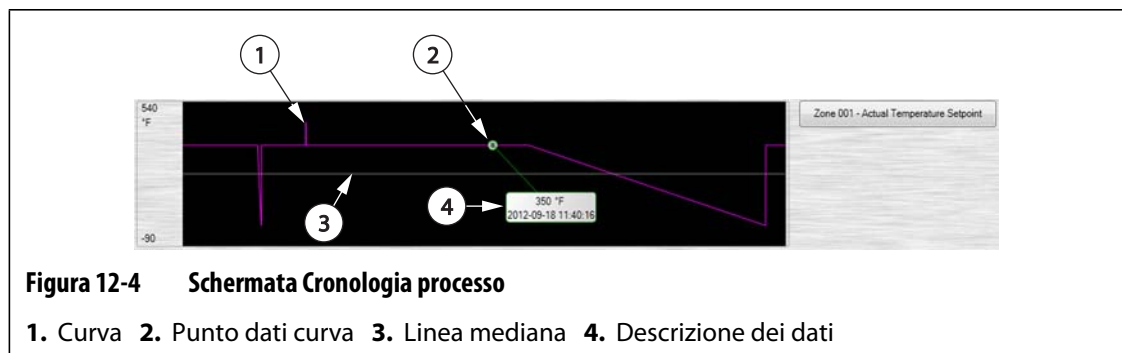 1
2
540
°F
Zone 001 - Actual Temperature Setpoint
3
4
350 °F
2012-09-18 11:40:16
-90
Figura 12-4 Schermata Cronologia processo
1. Curva 2. Punto dati curva 3. Linea mediana 4. Descrizione dei dati